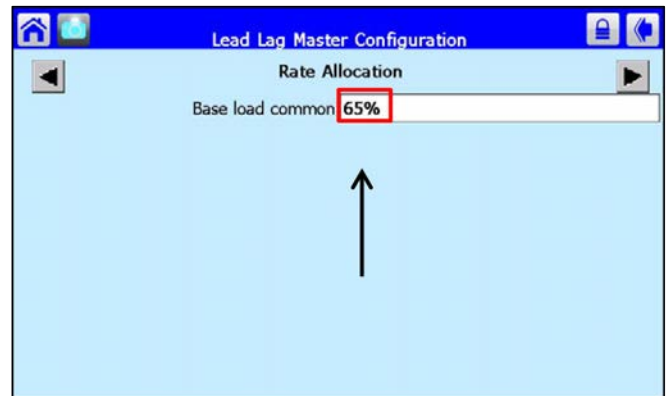 Lead Lag Master Configuration
Rate Allocation
Base load common 65%